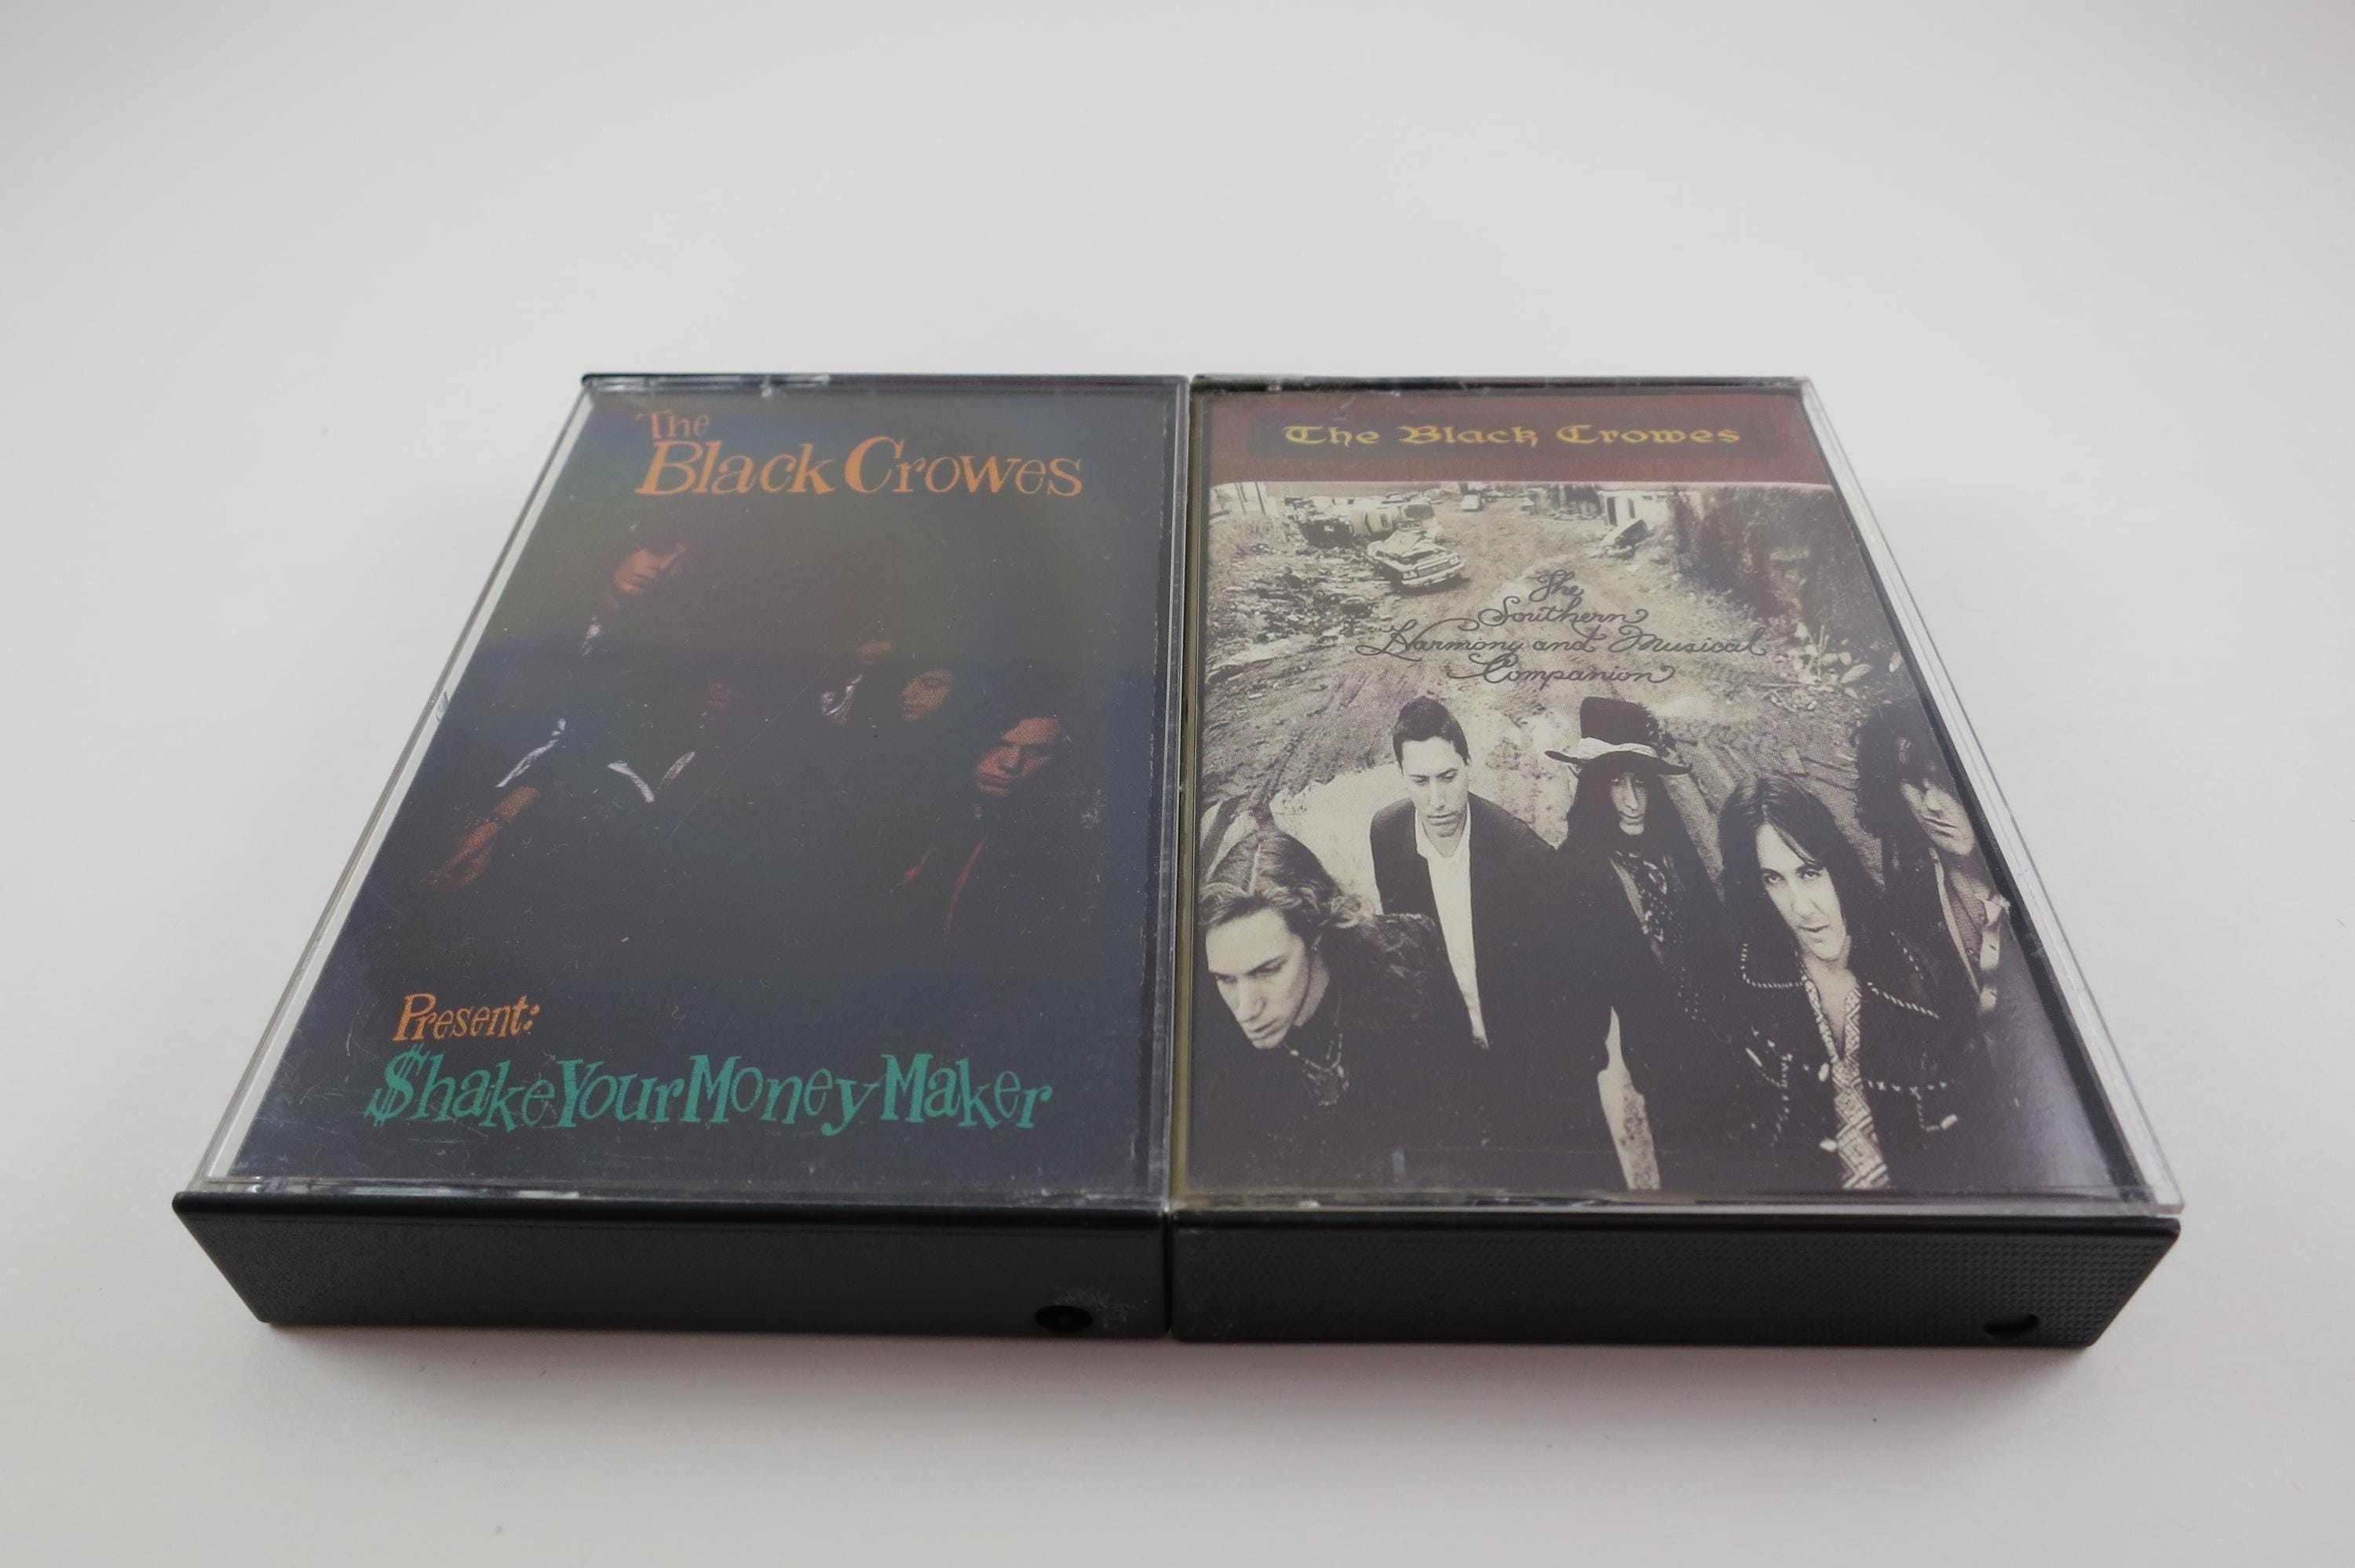 The
Black Crowes
Present:
$hake Your Money Maker
The Black Crowes
The
Southern
Harmony and Musical
Companion